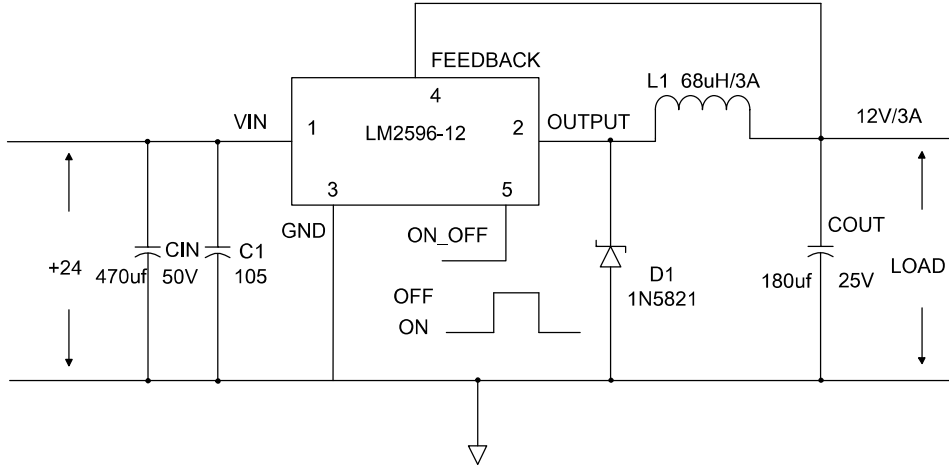 FEEDBACK
L1 68uH/3A
4
VIN
1
LM2596-12
2
OUTPUT
12V/3A
3
5
GND
ON_OFF
COUT
CIN
C1
+24
470uf
50V
105
D1
1N5821
180uf
25V
LOAD
OFF
ON